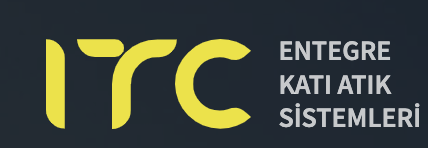 ITC
ENTEGRE
KATI ATIK
SİSTEMLERİ